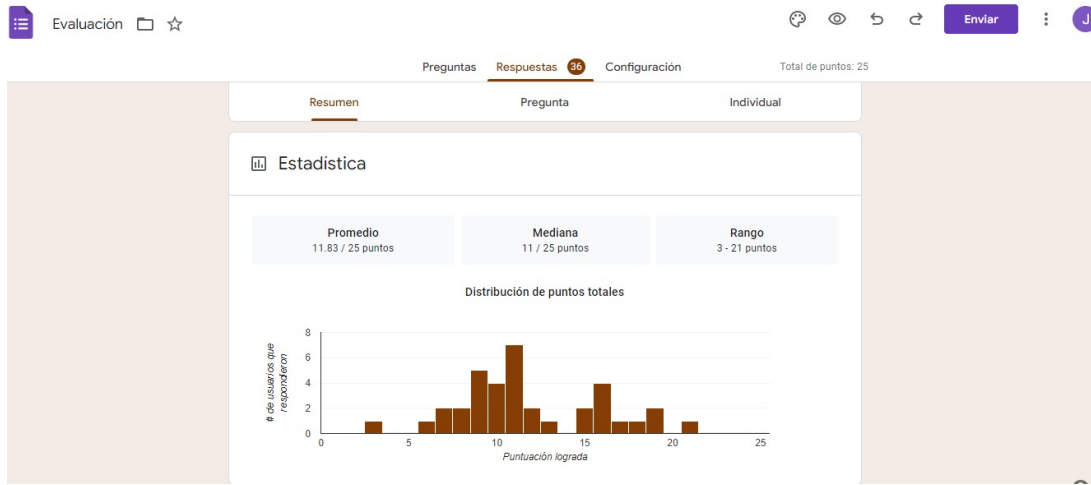 Evaluación
Enviar
J
Preguntas Respuestas 36 Configuración Total de puntos: 25
Resumen Pregunta Individual
Estadística
Promedio Mediana Rango
11.83 / 25 puntos 11 / 25 puntos 3 - 21 puntos
Distribución de puntos totales
# de usuarios que
respondieron
8
6
4
2
0
0 5 10 15 20 25
Puntuación lograda